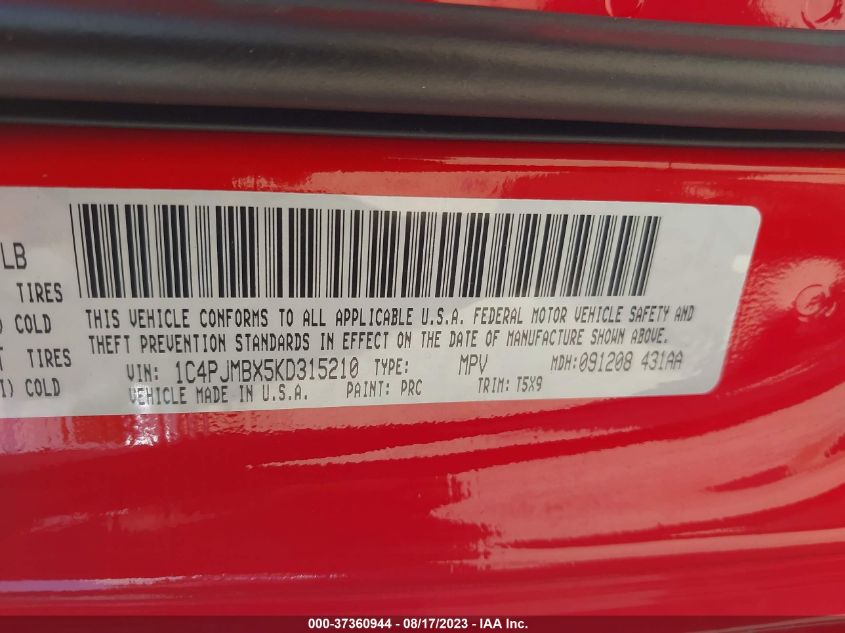 LB
TIRES
) COLD
T TIRES
I) COLD
THIS VEHICLE CONFORMS TO ALL APPLICABLE U.S.A. FEDERAL MOTOR VEHICLE SAFETY AND
THEFT PREVENTION STANDARDS IN EFFECT ON THE DATE OF MANUFACTURE SHOWN ABOVE.
VIN: 1C4PJMBX5KD315210 TYPE: MPV MDH:091208 431AA
VEHICLE MADE IN U.S.A. PAINT: PRC TRIM: T5X9
000-37360944 / 08/17/2023 - IAA Inc.